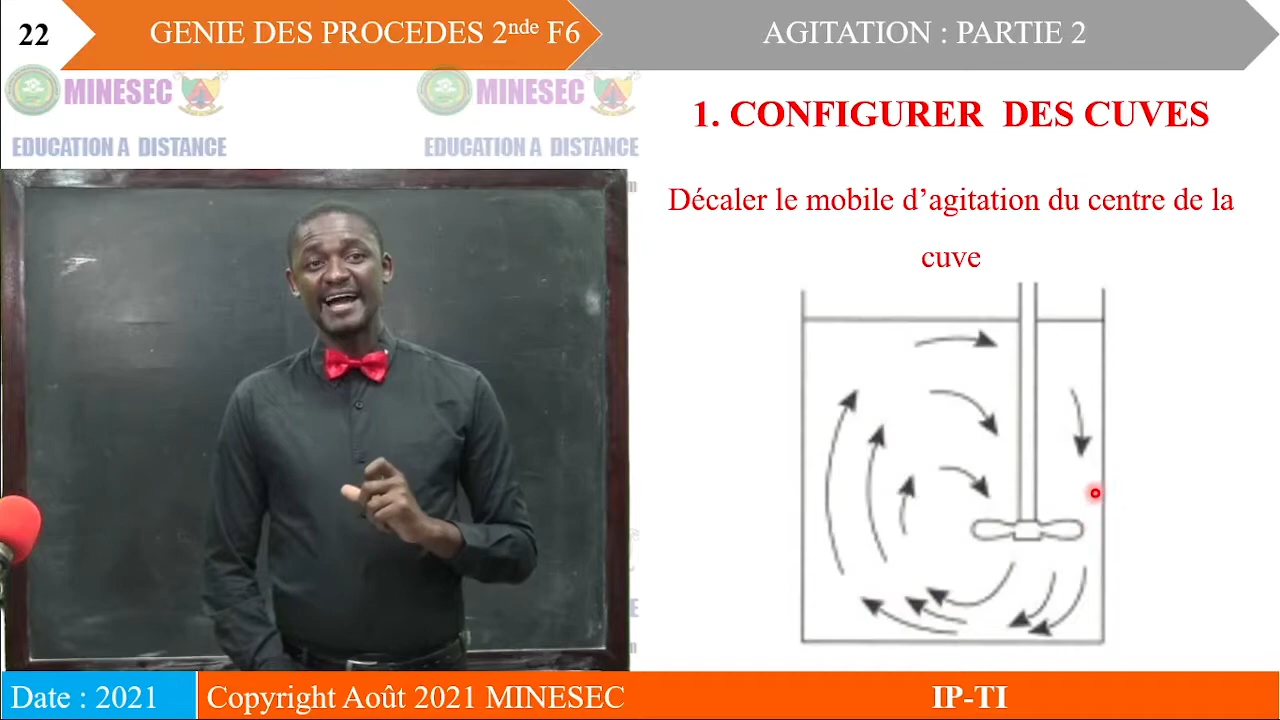 22
GENIE DES PROCEDES 2nde F6
AGITATION : PARTIE 2
MINESEC
EDUCATION A DISTANCE
MINESEC
EDUCATION A DISTANCE
1. CONFIGURER DES CUVES
Décaler le mobile d’agitation du centre de la
cuve
Date : 2021
Copyright Août 2021 MINESEC
IP-TI